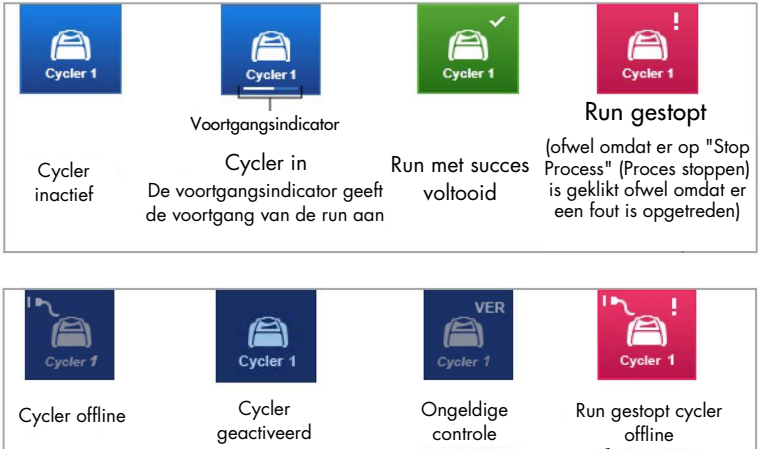 Cycler 1
Cycler 1
Cycler 1
Cycler 1
Voortgangsindicator
Cycler
inactief
Cycler in
De voortgangsindicator geeft
de voortgang van de run aan
Run met succes
voltooid
Run gestopt
(ofwel omdat er op "Stop
Process" (Proces stoppen)
is geklikt ofwel omdat er
een fout is opgetreden)
Cycler 1
Cycler 1
VER
Cycler 1
Cycler 1
Cycler offline
Cycler
geactiveerd
Ongeldige
controle
Run gestopt cycler
offline